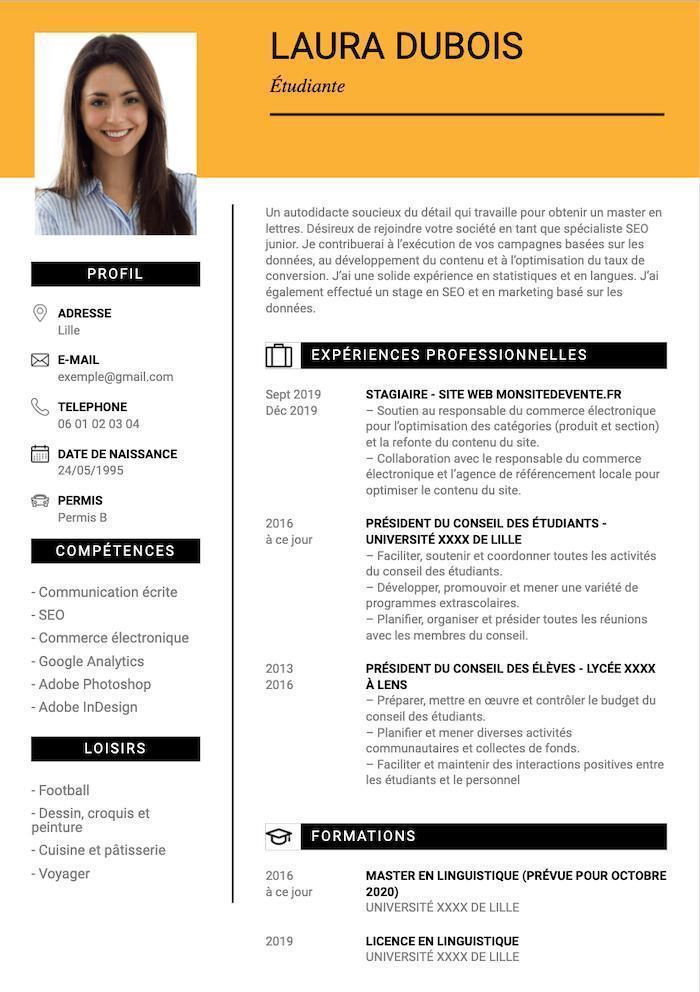 LAURA DUBOIS
Étudiante
PROFIL
ADRESSE
Lille
E-MAIL
exemple@gmail.com
TELEPHONE
06 01 02 03 04
DATE DE NAISSANCE
24/05/1995
PERMIS
Permis B
COMPÉTENCES
- Communication écrite
- SEO
- Commerce électronique
- Google Analytics
- Adobe Photoshop
- Adobe InDesign
LOISIRS
- Football
- Dessin, croquis et
peinture
- Cuisine et pâtisserie
- Voyager
Un autodidacte soucieux du détail qui travaille pour obtenir un master en
lettres. Désireux de rejoindre votre société en tant que spécialiste SEO
junior. Je contribuerai à l'exécution de vos campagnes basées sur les
données, au développement du contenu et à l'optimisation du taux de
conversion. J'ai une solide expérience en statistiques et en langues. J'ai
également effectué un stage en SEO et en marketing basé sur les
données.
EXPÉRIENCES PROFESSIONNELLES
Sept 2019
Déc 2019
STAGIAIRE - SITE WEB MONSITEDEVENTE.FR
– Soutien au responsable du commerce électronique
pour l'optimisation des catégories (produit et section)
et la refonte du contenu du site.
– Collaboration avec le responsable du commerce
électronique et l'agence de référencement locale pour
optimiser le contenu du site.
2016
à ce jour
PRÉSIDENT DU CONSEIL DES ÉTUDIANTS -
UNIVERSITÉ XXXX DE LILLE
– Faciliter, soutenir et coordonner toutes les activités
du conseil des étudiants.
– Développer, promouvoir et mener une variété de
programmes extrascolaires.
– Planifier, organiser et présider toutes les réunions
avec les membres du conseil.
2013
2016
PRÉSIDENT DU CONSEIL DES ÉLÈVES - LYCÉE XXXX
À LENS
– Préparer, mettre en œuvre et contrôler le budget du
conseil des étudiants.
– Planifier et mener diverses activités
communautaires et collectes de fonds.
– Faciliter et maintenir des interactions positives entre
les étudiants et le personnel
FORMATIONS
2016
à ce jour
MASTER EN LINGUISTIQUE (PRÉVUE POUR OCTOBRE
2020)
UNIVERSITÉ XXXX DE LILLE
2019
LICENCE EN LINGUISTIQUE
UNIVERSITÉ XXXX DE LILLE